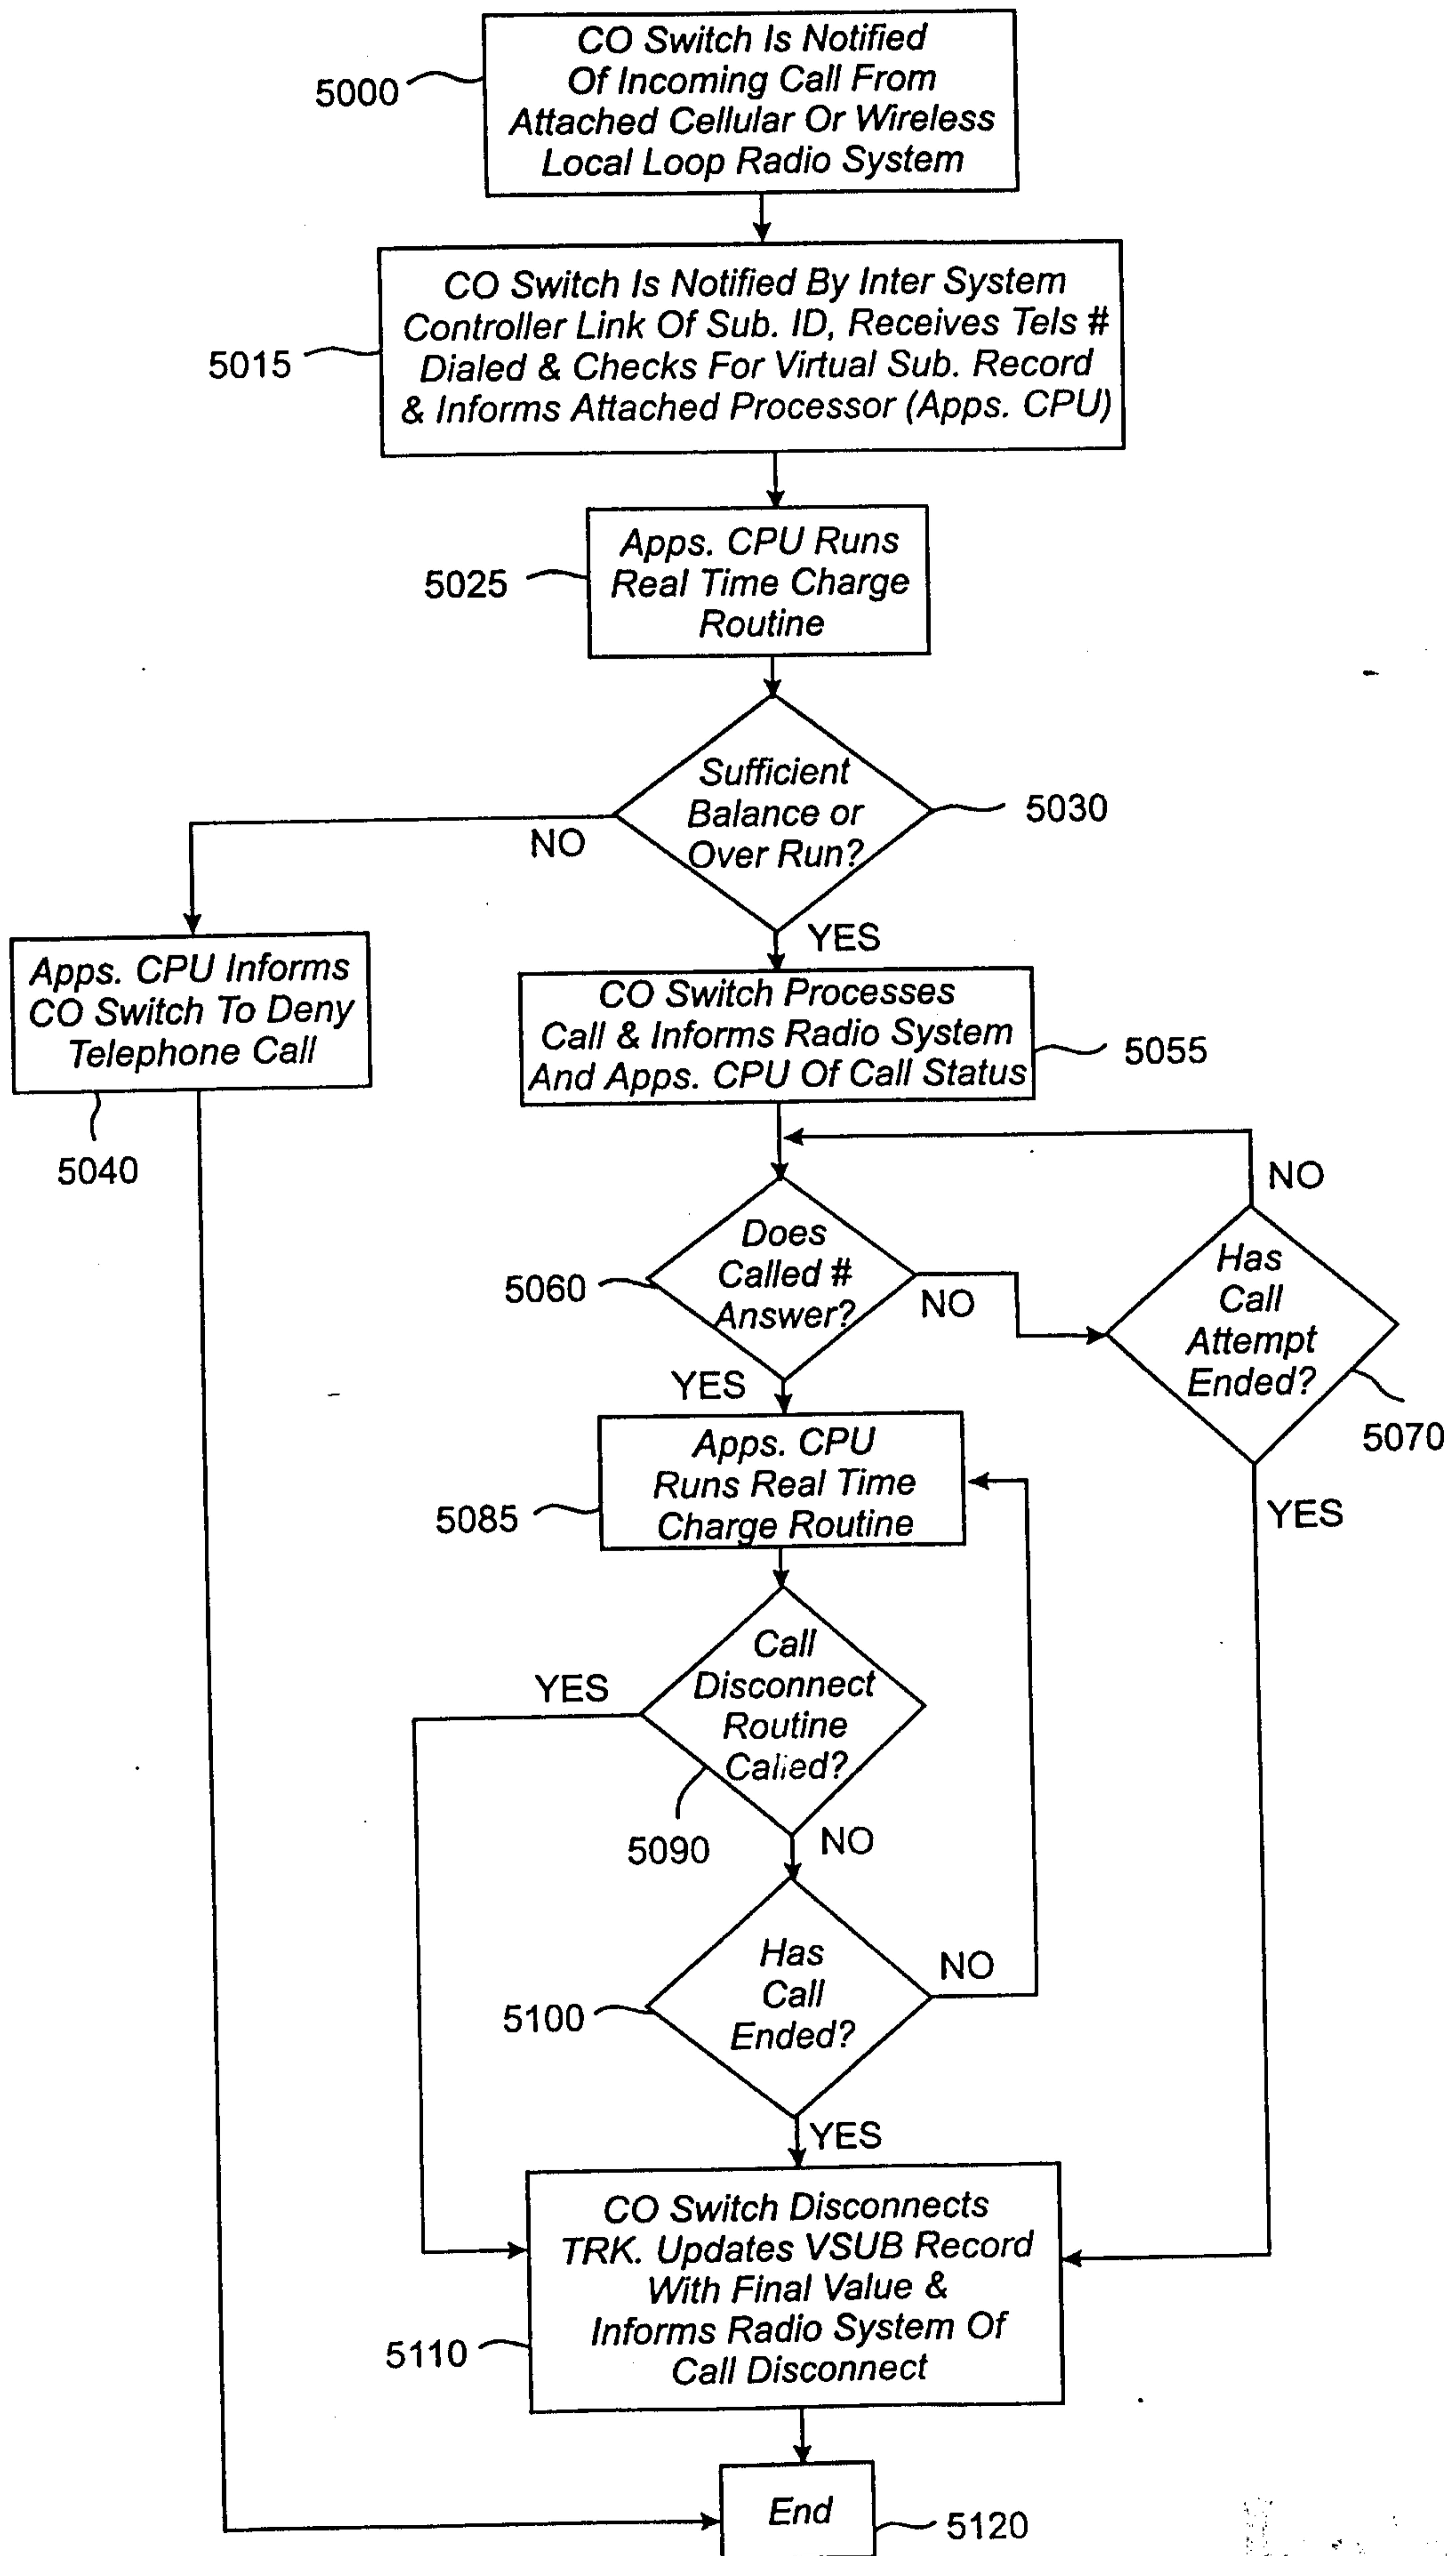 CO Switch Is Notified
Of Incoming Call From
Attached Cellular Or Wireless
Local Loop Radio System
5000
CO Switch Is Notified By Inter System
Controller Link Of Sub. ID, Receives Tels #
Dialed & Checks For Virtual Sub. Record
& Informs Attached Processor (Apps. CPU)
5015
Apps. CPU Runs
Real Time Charge
Routine
5025
Sufficient
Balance or
Over Run?
5030
NO
YES
Apps. CPU Informs
CO Switch To Deny
Telephone Call
5040
CO Switch Processes
Call & Informs Radio System
And Apps. CPU Of Call Status
5055
Does
Called #
Answer?
5060
NO
YES
Has
Call
Attempt
Ended?
5070
NO
YES
Apps. CPU
Runs Real Time
Charge Routine
5085
Call
Disconnect
Routine
Called?
5090
YES
NO
Has
Call
Ended?
5100
NO
YES
CO Switch Disconnects
TRK. Updates VSUB Record
With Final Value &
Informs Radio System Of
Call Disconnect
5110
End
5120